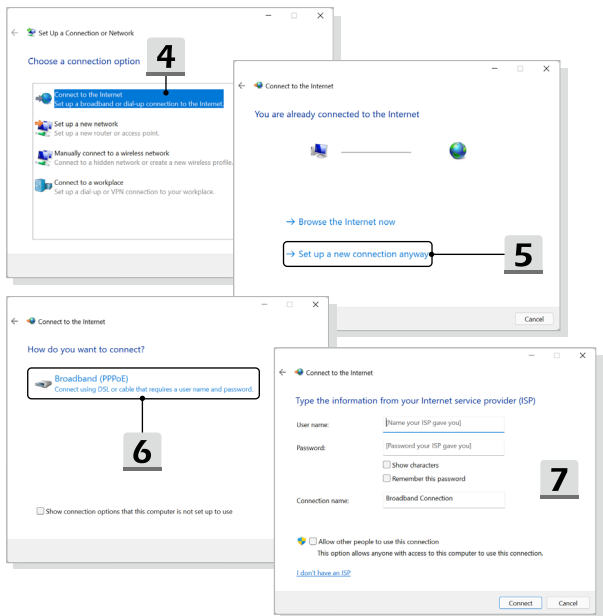 Set Up a Connection or Network
Choose a connection option
4
Connect to the Internet
Set up a broadband or dial-up connection to the Internet.
Set up a new network
Set up a new router or access point.
Manually connect to a wireless network
Connect to a hidden network or create a new wireless profile.
Connect to a workplace
Set up a dial-up or VPN connection to your workplace.
Connect to the Internet
You are already connected to the Internet
Browse the Internet now
Set up a new connection anyway
5
Cancel
Connect to the Internet
How do you want to connect?
Broadband (PPPoE)
Connect using DSL or cable that requires a user name and password.
6
Show connection options that this computer is not set up to use
Connect to the Internet
Type the information from your Internet service provider (ISP)
User name: [Name your ISP gave you]
Password: [Password your ISP gave you]
Show characters
Remember this password
7
Connection name: Broadband Connection
Allow other people to use this connection
This option allows anyone with access to this computer to use this connection.
I don't have an ISP
Connect Cancel